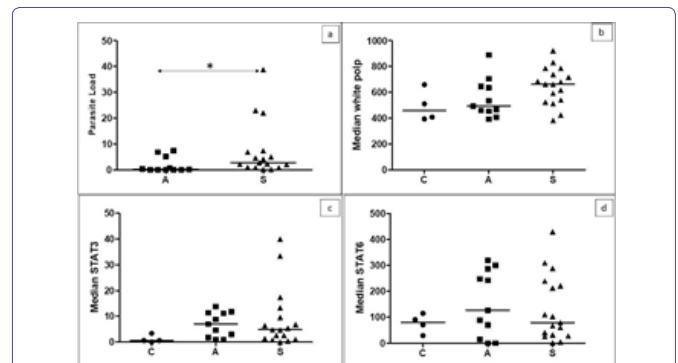 a
*
Parasite Load
50
40
30
20
10
0
A S
b
Median white polp
1000
800
600
400
200
0
C A S
c
Median STAT3
50
40
30
20
10
0
C A S
d
Median STAT6
500
400
300
200
100
0
C A S